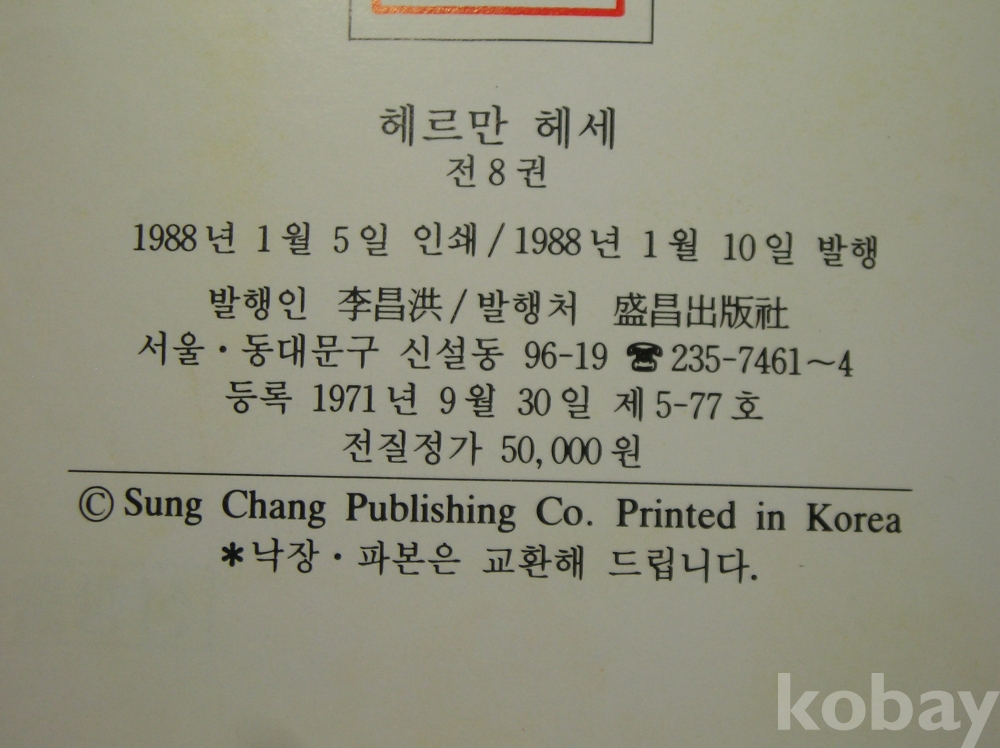 헤르만 헤세
전 8 권
1988 년 1 월 5 일 인쇄 / 1988 년 1 월 10 일 발행
발행인 李昌洪 / 발행처 盛昌出版社
서울 · 동대문구 신설동 96-19 ☎ 235-7461~4
등록 1971 년 9 월 30 일 제 5-77 호
전질정가 50,000 원
© Sung Chang Publishing Co. Printed in Korea
*낙장 · 파본은 교환해 드립니다.
kobay